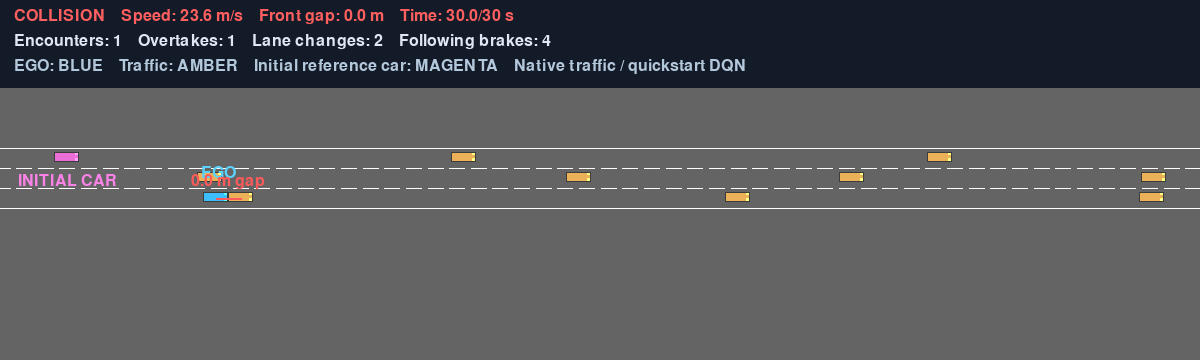 COLLISION Speed: 23.6 m/s Front gap: 0.0 m Time: 30.0/30 s
Encounters: 1 Overtakes: 1 Lane changes: 2 Following brakes: 4
EGO: BLUE Traffic: AMBER Initial reference car: MAGENTA Native traffic / quickstart DQN
EGO
INITIAL CAR 0.0 m gap